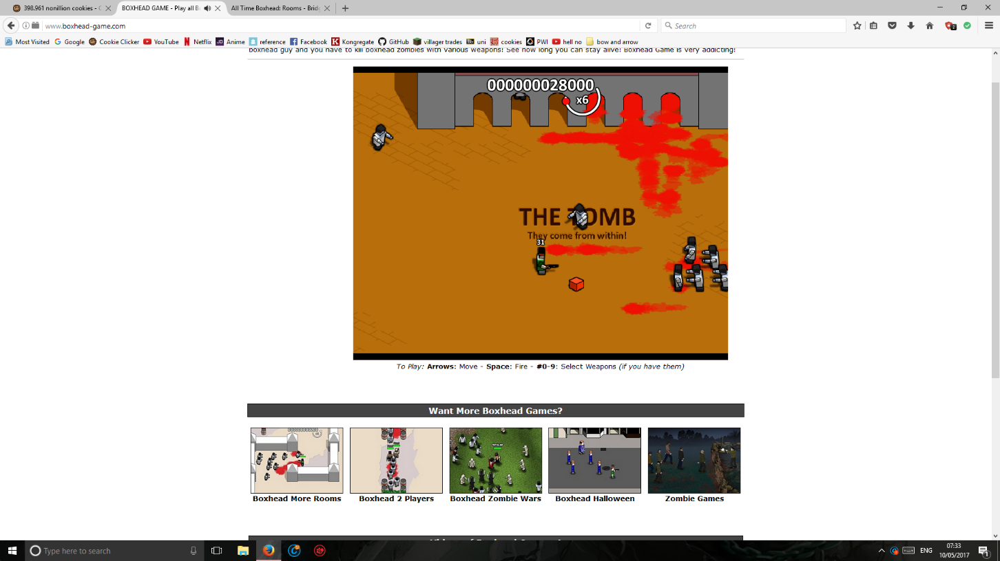 398.961 nonillion cookies - C
BOXHEAD GAME - Play all B
All Time Boxhead: Rooms - Brid
www.boxhead-game.com
Search
2
Most Visited Google Cookie Clicker YouTube Netflix Anime reference Facebook Kongregate GitHub villager trades uni cookies PWI hell no bow and arrow
boxhead guy and you have to kill boxhead zombies with various weapons! See how long you can stay alive! Boxhead Game is very addicting!
000000028000
x6
THE TOMB
They come from within!
31
To Play: Arrows: Move - Space: Fire - #0-9: Select Weapons (if you have them)
Want More Boxhead Games?
Boxhead More Rooms
Boxhead 2 Players
Boxhead Zombie Wars
Boxhead Halloween
Zombie Games
Type here to search
ENG
07:33
10/05/2017
1